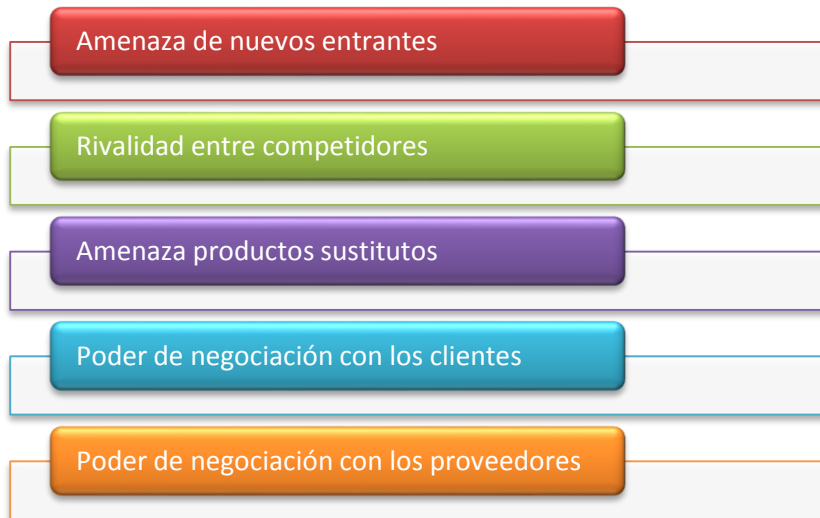 Amenaza de nuevos entrantes
Rivalidad entre competidores
Amenaza productos sustitutos
Poder de negociación con los clientes
Poder de negociación con los proveedores